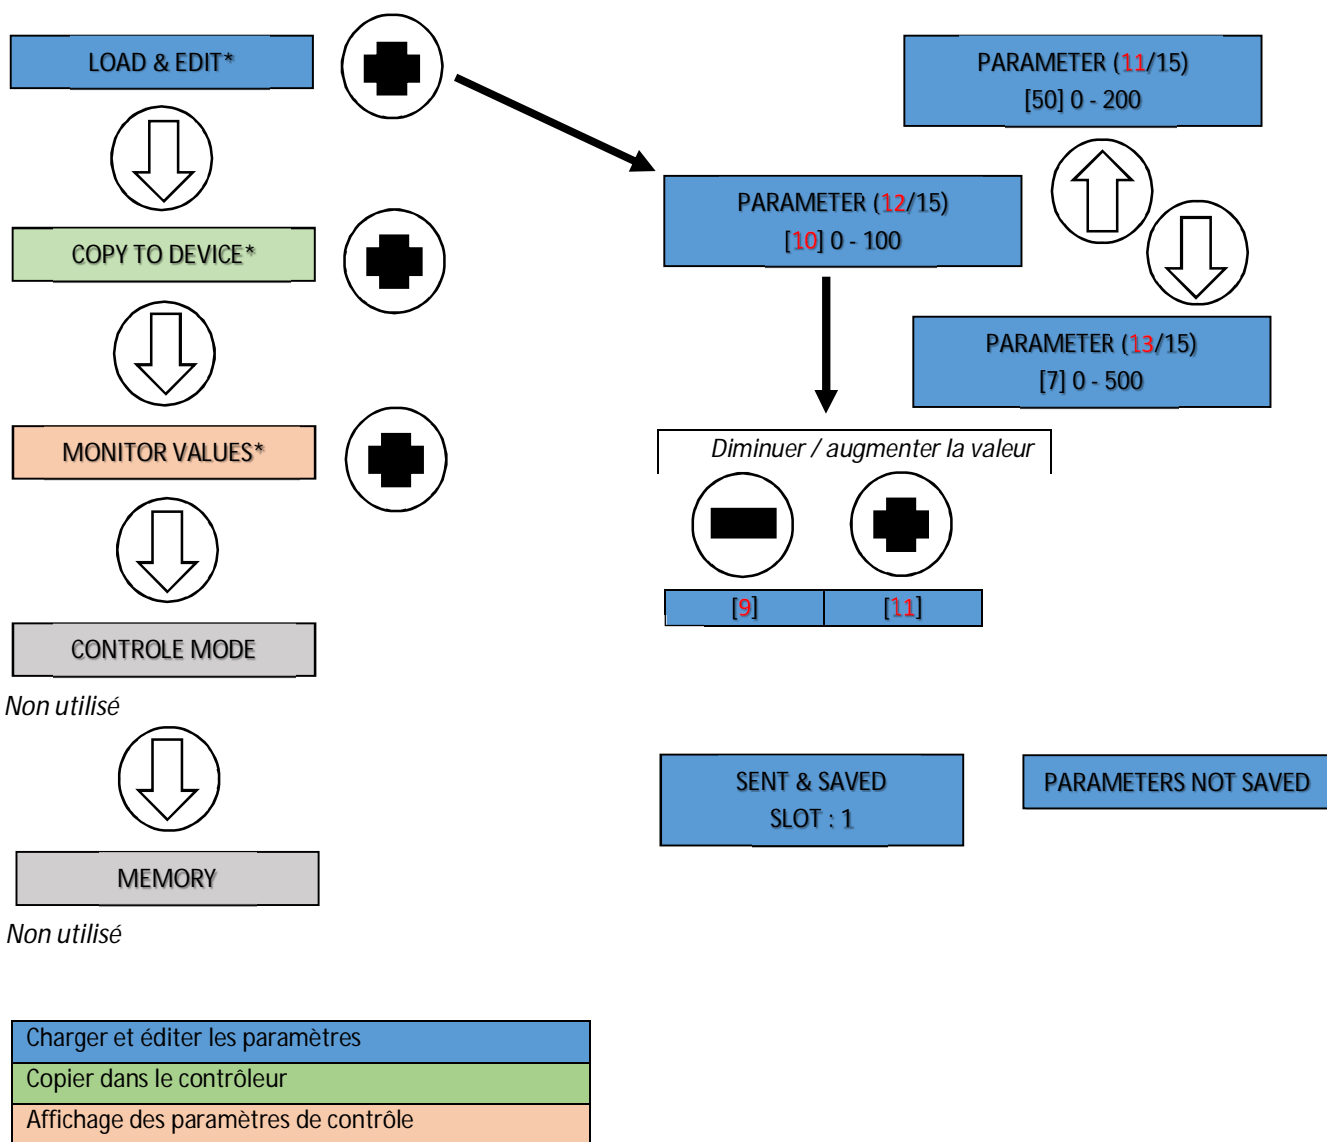 LOAD & EDIT*
COPY TO DEVICE*
MONITOR VALUES*
CONTROLE MODE
Non utilisé
MEMORY
Non utilisé
PARAMETER (11/15)
[50] 0 - 200
PARAMETER (12/15)
[10] 0 - 100
PARAMETER (13/15)
[7] 0 - 500
Diminuer / augmenter la valeur
[9] [11]
SENT & SAVED
SLOT : 1
PARAMETERS NOT SAVED
Charger et éditer les paramètres
Copier dans le contrôleur
Affichage des paramètres de contrôle